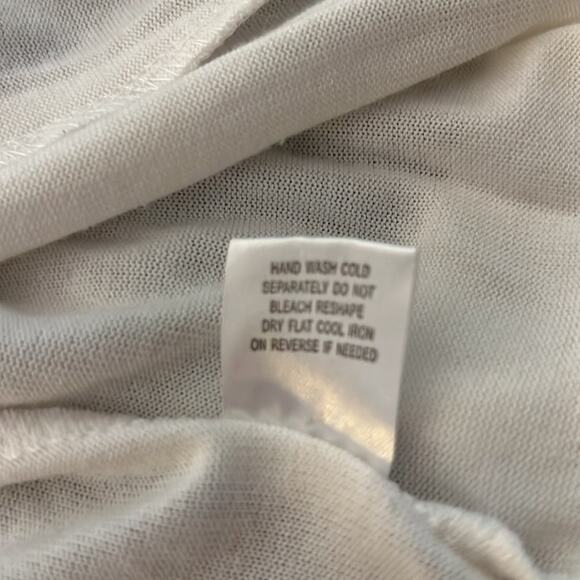 HAND WASH COLD
SEPARATELY DO NOT
BLEACH RESHAPE
DRY FLAT COOL IRON
ON REVERSE IF NEEDED